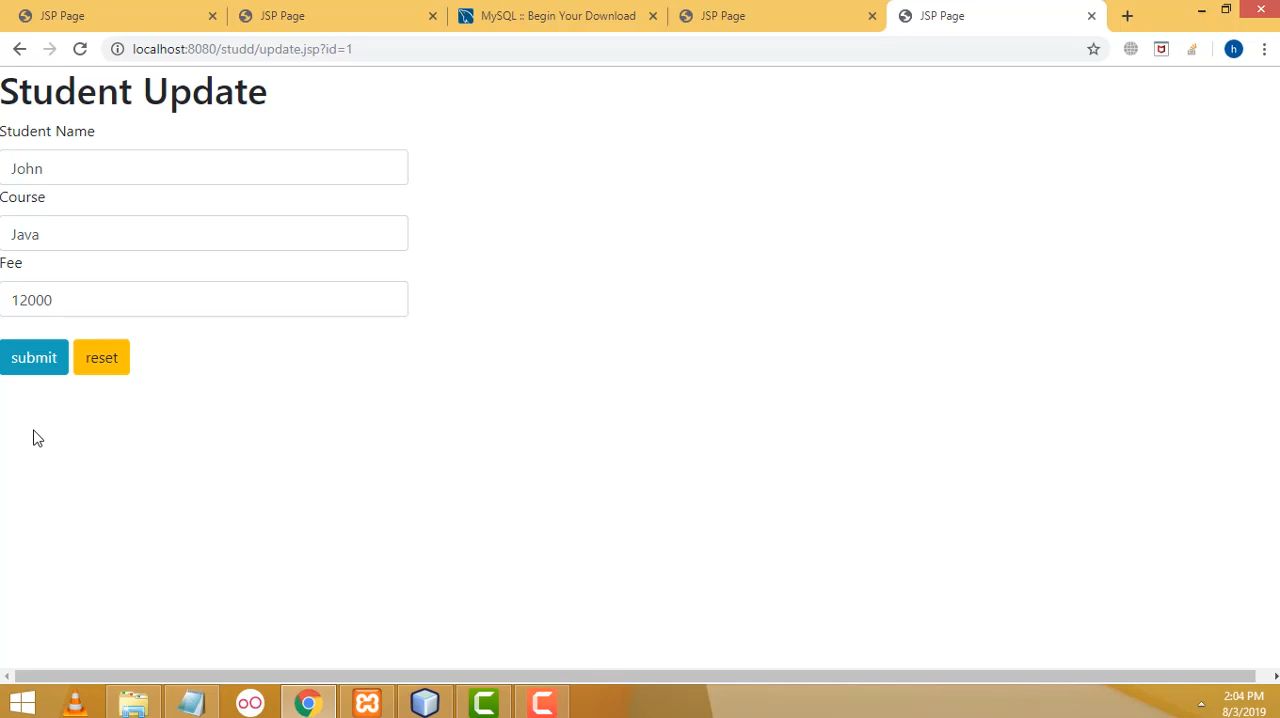 JSP Page
JSP Page
MySQL :: Begin Your Download
JSP Page
JSP Page
localhost:8080/studd/update.jsp?id=1
h
Student Update
Student Name
John
Course
Java
Fee
12000
submit reset
2:04 PM
8/3/2019